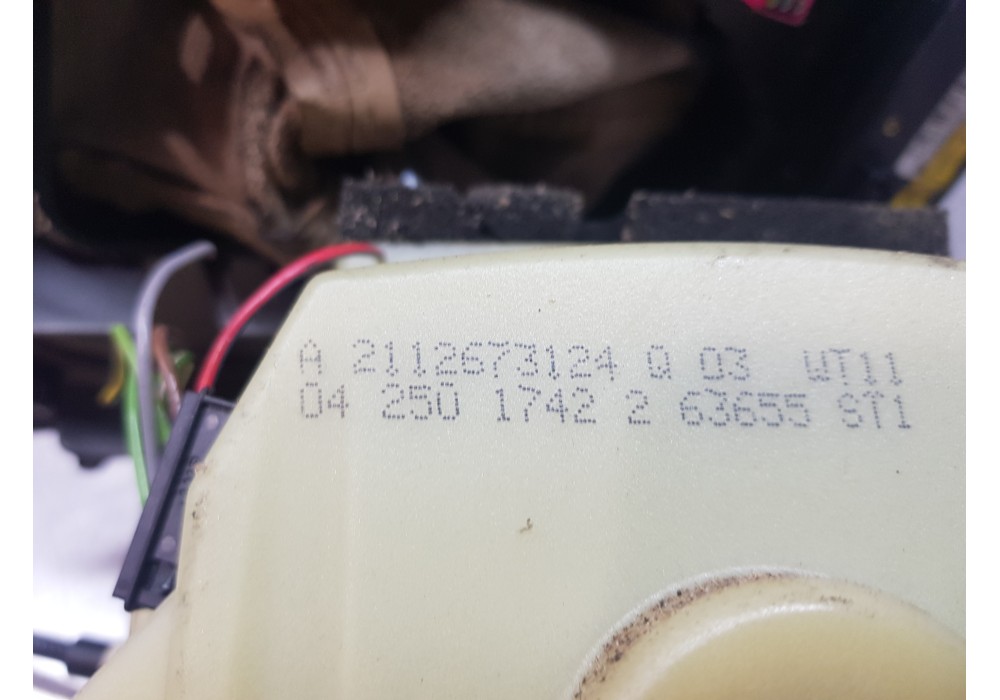 A 2112673124 Q 03 WT11
04 250 1742 2 63655 ST1